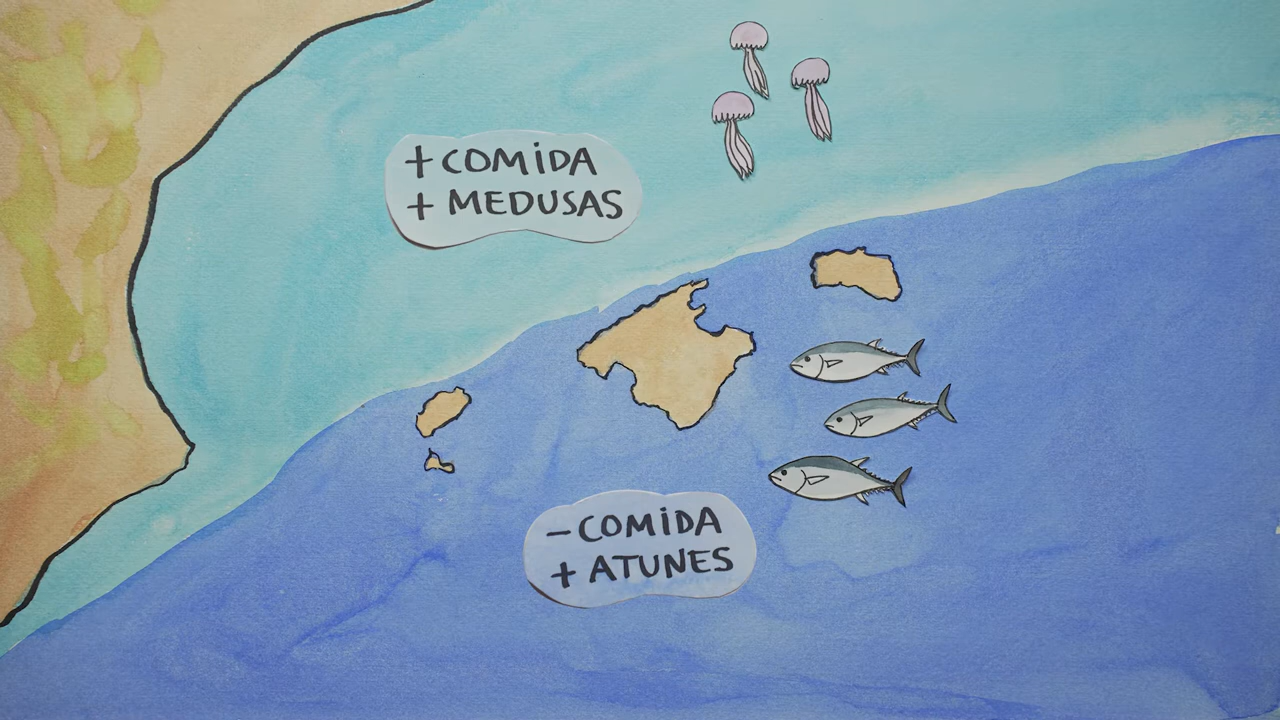 + COMiDA
+ MEDUSAS
- COMiDA
+ ATUNES